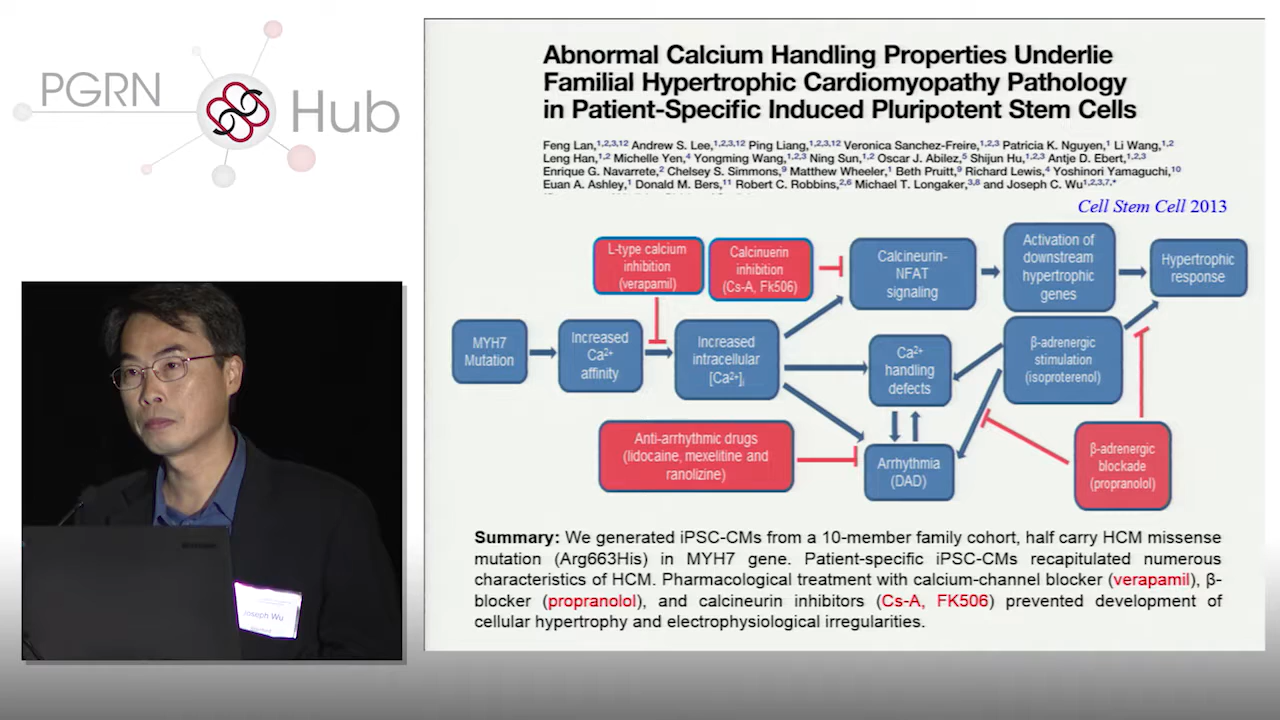 PGRN
Hub
Abnormal Calcium Handling Properties Underlie
Familial Hypertrophic Cardiomyopathy Pathology
in Patient-Specific Induced Pluripotent Stem Cells
Feng Lan,1,2,3,12 Andrew S. Lee,1,2,3,12 Ping Liang,1,2,3,12 Veronica Sanchez-Freire,1,2,3 Patricia K. Nguyen,1 Li Wang,1,2
Leng Han,1,2 Michelle Yen,4 Yongming Wang,1,2,3 Ning Sun,1,2 Oscar J. Abilez,5 Shijun Hu,1,2,3 Antje D. Ebert,1,2,3
Enrique G. Navarrete,2 Chelsey S. Simmons,9 Matthew Wheeler,1 Beth Pruitt,9 Richard Lewis,4 Yoshinori Yamaguchi,10
Euan A. Ashley,1 Donald M. Bers,11 Robert C. Robbins,2,6 Michael T. Longaker,3,8 and Joseph C. Wu1,2,3,7,*
Cell Stem Cell 2013
L-type calcium
inhibition
(verapamil)
Calcinuerin
inhibition
(Cs-A, Fk506)
Calcineurin-
NFAT
signaling
Activation of
downstream
hypertrophic
genes
Hypertrophic
response
MYH7
Mutation
Increased
Ca2+
affinity
Increased
intracellular
[Ca2+]i
Ca2+
handling
defects
β-adrenergic
stimulation
(isoproterenol)
Anti-arrhythmic drugs
(lidocaine, mexelitine and
ranolizine)
Arrhythmia
(DAD)
β-adrenergic
blockade
(propranolol)
Summary: We generated iPSC-CMs from a 10-member family cohort, half carry HCM missense
mutation (Arg663His) in MYH7 gene. Patient-specific iPSC-CMs recapitulated numerous
characteristics of HCM. Pharmacological treatment with calcium-channel blocker (verapamil), β-
blocker (propranolol), and calcineurin inhibitors (Cs-A, FK506) prevented development of
cellular hypertrophy and electrophysiological irregularities.
Joseph Wu